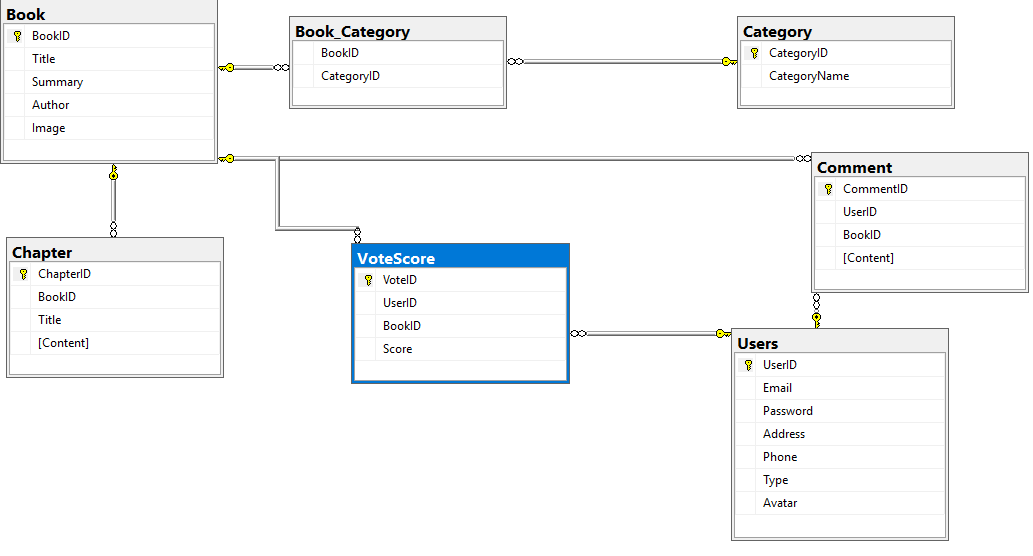 Book
BookID
Title
Summary
Author
Image
Book_Category
BookID
CategoryID
Category
CategoryID
CategoryName
Comment
CommentID
UserID
BookID
[Content]
Chapter
ChapterID
BookID
Title
[Content]
VoteScore
VoteID
UserID
BookID
Score
Users
UserID
Email
Password
Address
Phone
Type
Avatar